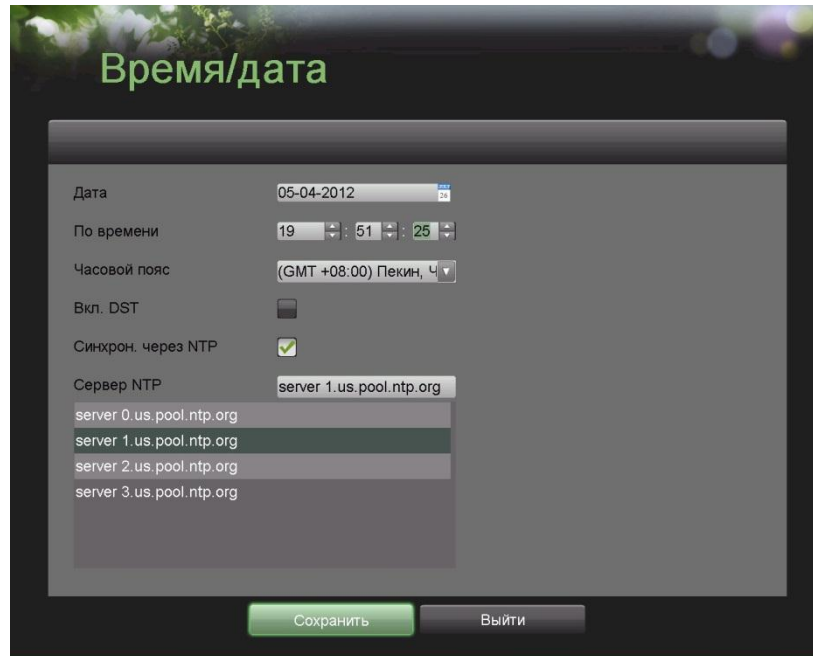 Время/дата
Дата 05-04-2012
По времени 19 : 51 : 25
Часовой пояс (GMT +08:00) Пекин, Ч
Вкл. DST
Синхрон. через NTP
Сервер NTP server 1.us.pool.ntp.org
server 0.us.pool.ntp.org
server 1.us.pool.ntp.org
server 2.us.pool.ntp.org
server 3.us.pool.ntp.org
Сохранить Выйти